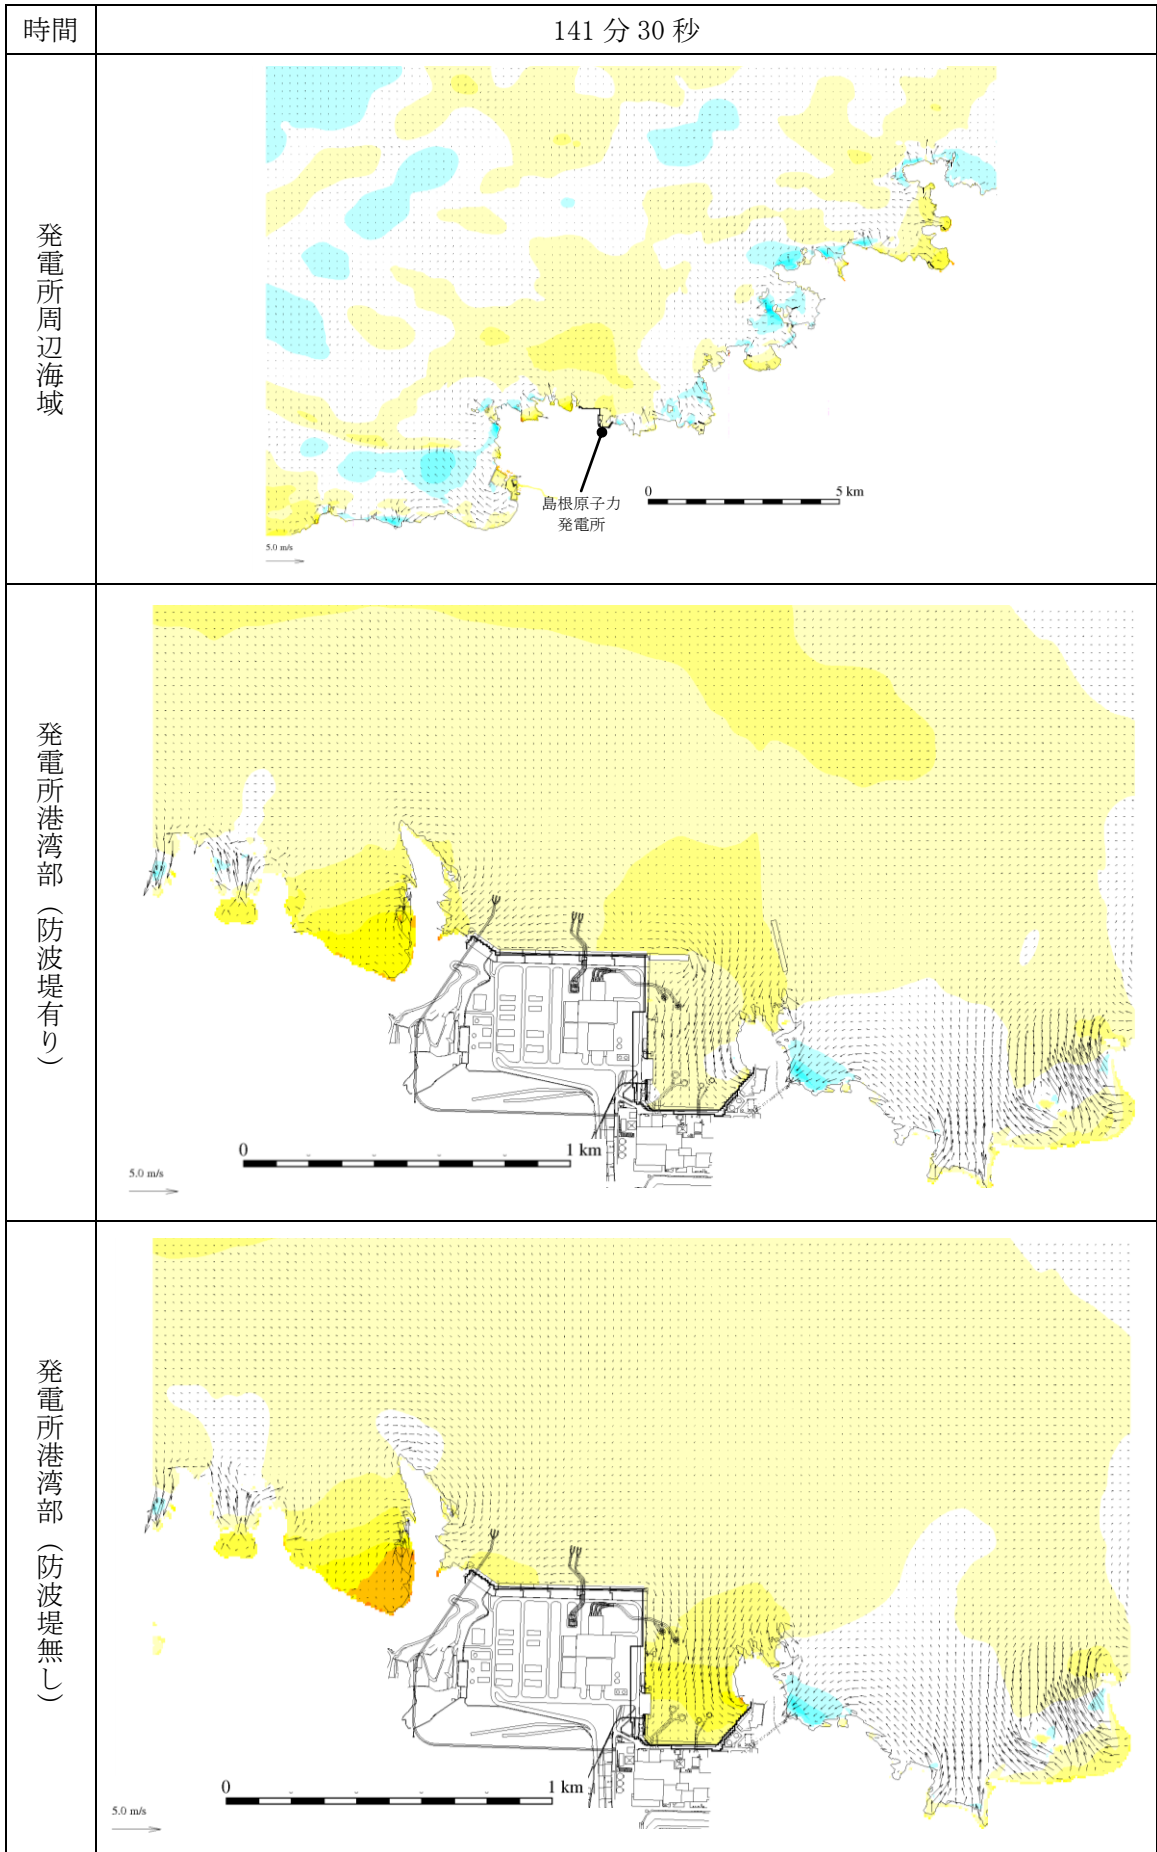 時間
141 分 30 秒
発電所周辺海域
島根原子力
発電所
0 5 km
5.0 m/s
発電所港湾部（防波堤有り）
0 1 km
5.0 m/s
発電所港湾部（防波堤無し）
0 1 km
5.0 m/s